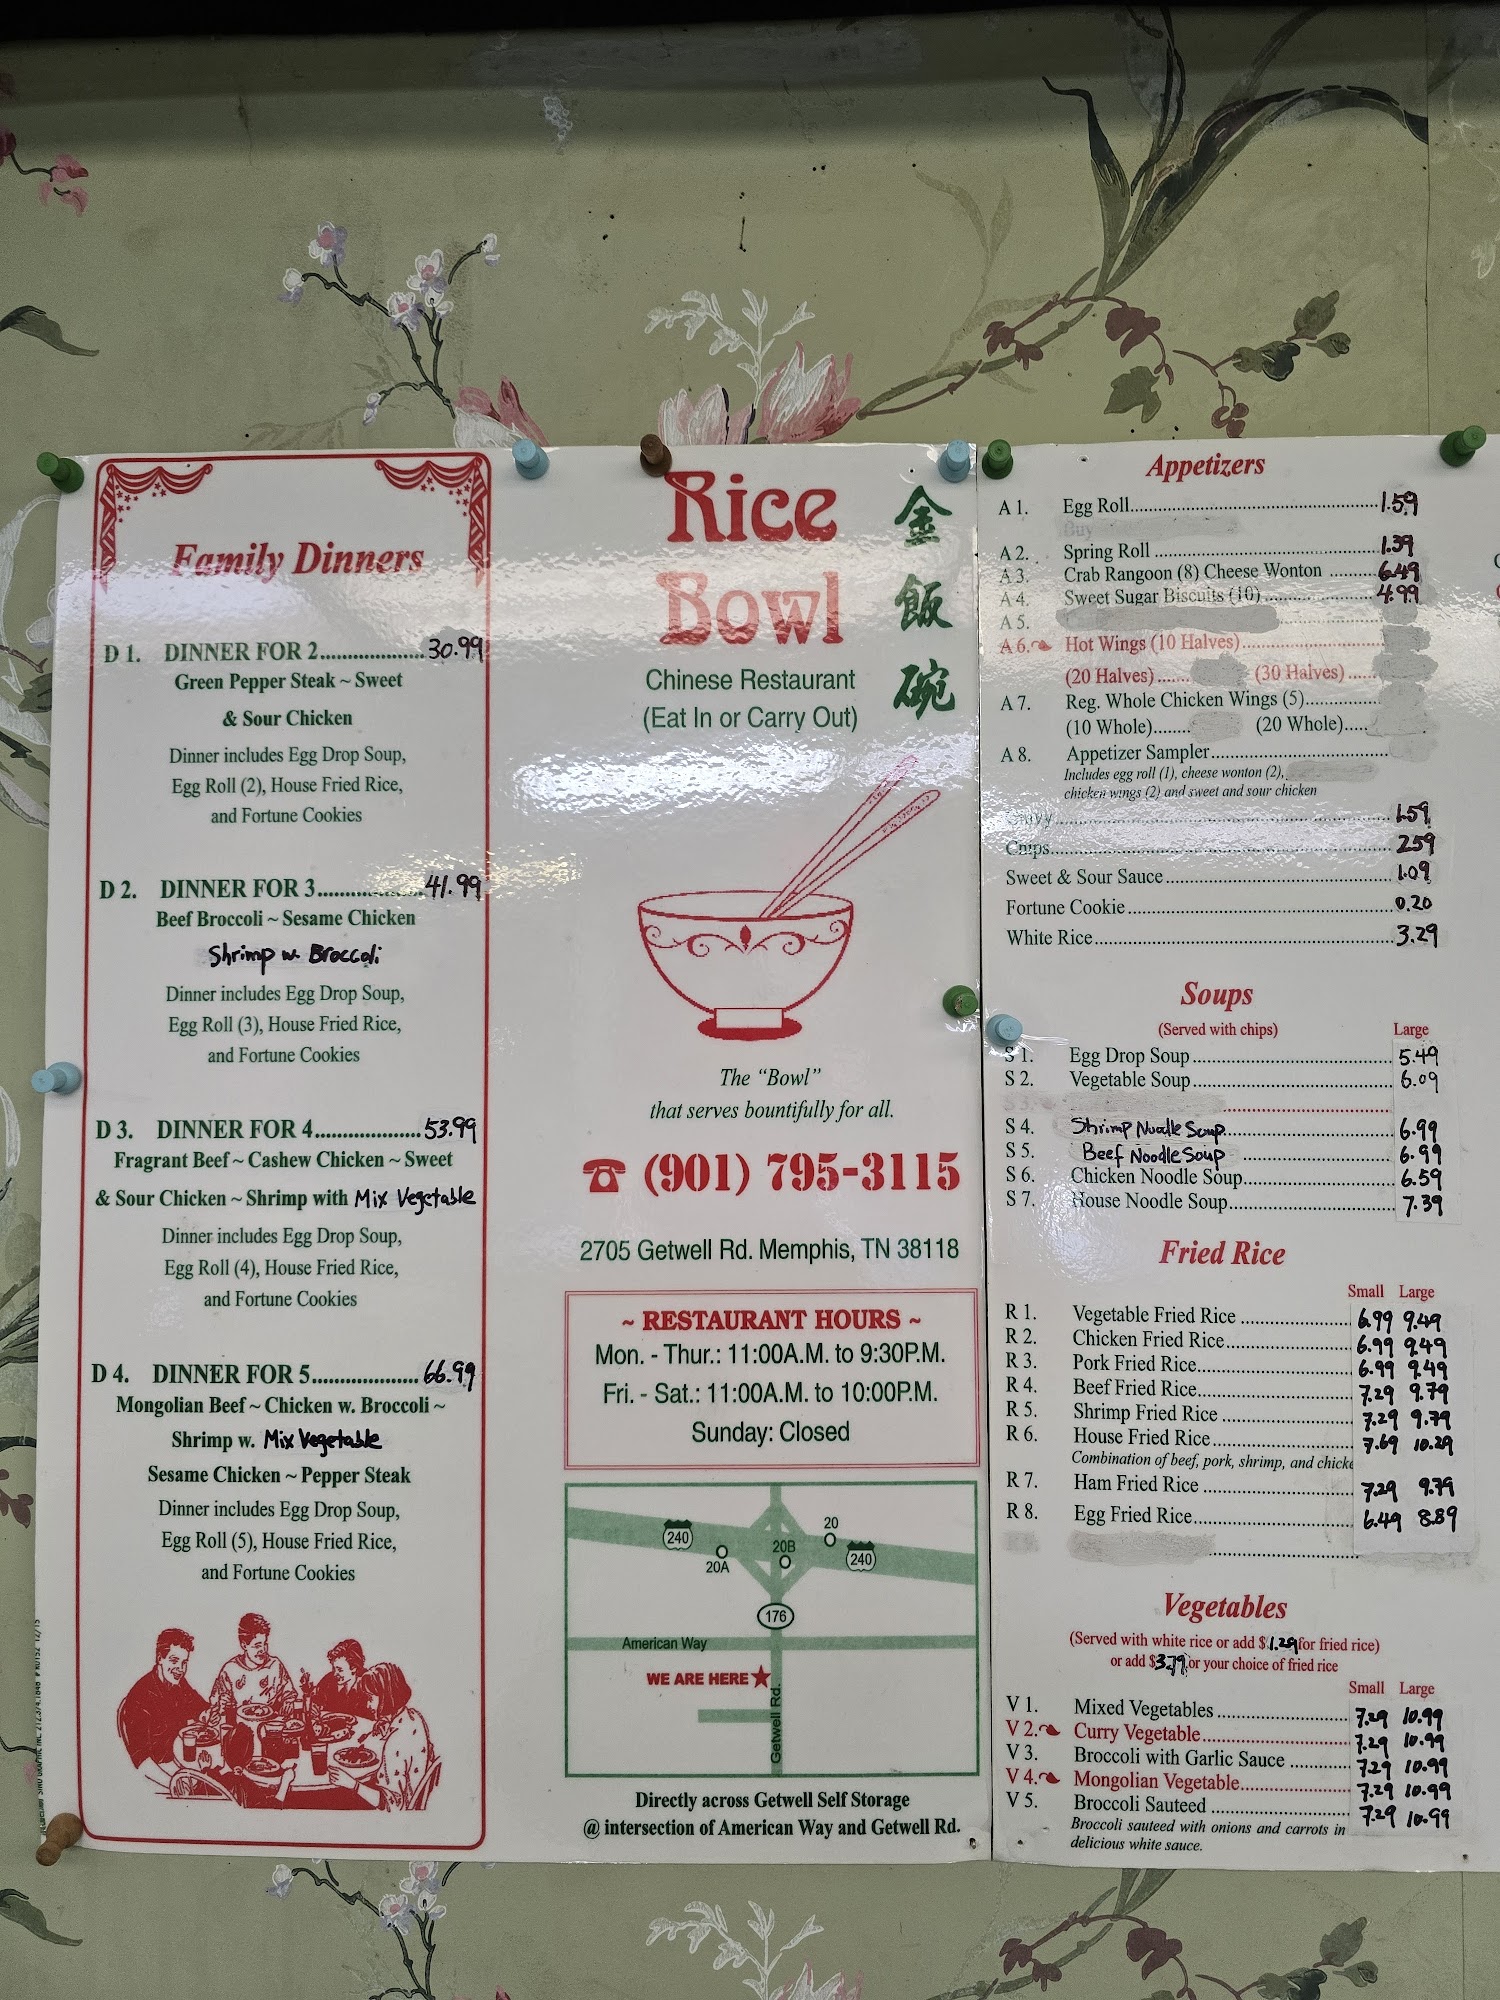 Family Dinners
D 1. DINNER FOR 2....................30.99
Green Pepper Steak ~ Sweet
& Sour Chicken
Dinner includes Egg Drop Soup,
Egg Roll (2), House Fried Rice,
and Fortune Cookies
D 2. DINNER FOR 3....................41.99
Beef Broccoli ~ Sesame Chicken
Shrimp w. Broccoli
Dinner includes Egg Drop Soup,
Egg Roll (3), House Fried Rice,
and Fortune Cookies
D 3. DINNER FOR 4....................53.99
Fragrant Beef ~ Cashew Chicken ~ Sweet
& Sour Chicken ~ Shrimp with Mix Vegetable
Dinner includes Egg Drop Soup,
Egg Roll (4), House Fried Rice,
and Fortune Cookies
D 4. DINNER FOR 5....................66.99
Mongolian Beef ~ Chicken w. Broccoli ~
Shrimp w. Mix Vegetable
Sesame Chicken ~ Pepper Steak
Dinner includes Egg Drop Soup,
Egg Roll (5), House Fried Rice,
and Fortune Cookies
Rice
Bowl
金飯碗
Chinese Restaurant
(Eat In or Carry Out)
The “Bowl”
that serves bountifully for all.
☎ (901) 795-3115
2705 Getwell Rd. Memphis, TN 38118
~ RESTAURANT HOURS ~
Mon. - Thur.: 11:00A.M. to 9:30P.M.
Fri. - Sat.: 11:00A.M. to 10:00P.M.
Sunday: Closed
240
20A
20B
20
240
176
American Way
WE ARE HERE★
Getwell Rd.
Directly across Getwell Self Storage
@ intersection of American Way and Getwell Rd.
Appetizers
A 1. Egg Roll....................1.59
Buy
A 2. Spring Roll....................1.39
A 3. Crab Rangoon (8) Cheese Wonton..........6.49
A 4. Sweet Sugar Biscuits (10)....................4.99
A 5.
A 6. Hot Wings (10 Halves)....................
(20 Halves)....... (30 Halves)......
A 7. Reg. Whole Chicken Wings (5)...............
(10 Whole)........ (20 Whole).....
A 8. Appetizer Sampler....................
Includes egg roll (1), cheese wonton (2),
chicken wings (2) and sweet and sour chicken
....................1.59
Chips....................2.59
Sweet & Sour Sauce....................1.09
Fortune Cookie....................0.20
White Rice....................3.29
Soups
(Served with chips) Large
S 1. Egg Drop Soup....................5.49
S 2. Vegetable Soup....................6.09
S 3.
S 4. Shrimp Noodle Soup....................6.99
S 5. Beef Noodle Soup....................6.99
S 6. Chicken Noodle Soup....................6.59
S 7. House Noodle Soup....................7.39
Fried Rice
Small Large
R 1. Vegetable Fried Rice....................6.99 9.49
R 2. Chicken Fried Rice....................6.99 9.49
R 3. Pork Fried Rice....................6.99 9.49
R 4. Beef Fried Rice....................7.29 9.79
R 5. Shrimp Fried Rice....................7.29 9.79
R 6. House Fried Rice....................7.69 10.29
Combination of beef, pork, shrimp, and chicke
R 7. Ham Fried Rice....................7.29 9.79
R 8. Egg Fried Rice....................6.49 8.89
Vegetables
(Served with white rice or add $1.29 for fried rice)
or add $3.79 or your choice of fried rice
Small Large
V 1. Mixed Vegetables....................7.29 10.99
V 2. Curry Vegetable....................7.29 10.99
V 3. Broccoli with Garlic Sauce....................7.29 10.99
V 4. Mongolian Vegetable....................7.29 10.99
V 5. Broccoli Sauteed....................7.29 10.99
Broccoli sauteed with onions and carrots in
delicious white sauce.